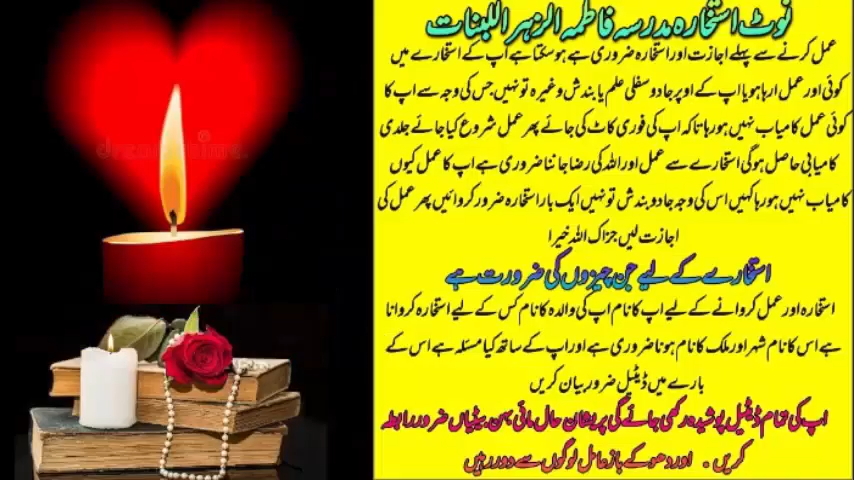 نوٹ استخارہ مدرسہ فاطمہ الزہرا للبنات
عمل کرنے سے پہلے اجازت اور استخارہ ضروری ہے ہوسکتا ہے اپ کے استخارے میں
کوئی اور عمل ارہا ہو یا اپ کے اوپر جادو سفلی علم یا بندش وغیرہ تو نہیں جس کی وجہ سے اپ کا
کوئی عمل کامیاب نہیں ہورہا تاکہ اپ کی فوری کاٹ کی جائے پھر عمل شروع کیا جائے جلدی
کامیابی حاصل ہوگی استخارے سے عمل اور اللہ کی رضا جاننا ضروری ہے اپ کا عمل کیوں
کامیاب نہیں ہورہا کہیں اس کی وجہ جادو بندش تو نہیں ایک بار استخارہ ضرور کروائیں پھر عمل کی
اجازت لیں جزاک اللہ خیرا
استخارے کے لیے جن چیزوں کی ضرورت ہے
استخارہ اور عمل کروانے کے لیے اپ کا نام اپ کی والدہ کا نام کس کے لیے استخارہ کروانا
ہے اس کا نام شہر اور ملک کا نام ہونا ضروری ہے اور اپ کے ساتھ کیا مسئلہ ہے اس کے
بارے میں ڈیٹیل ضرور بیان کریں
اپ کی تمام ڈیٹیل پوشیدہ رکھی جائے گی پریشان حال مائی بہن بیٹیاں ضرور رابطہ
کریں . اور دھوکے باز عامل لوگوں سے دور رہیں